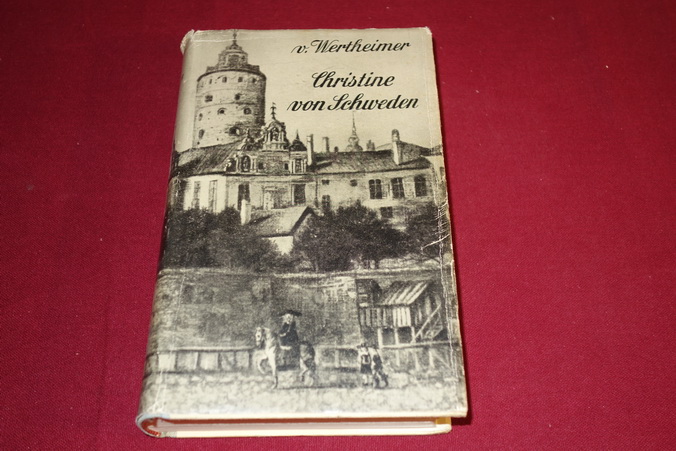 v. Wertheimer
Christine
von Schweden